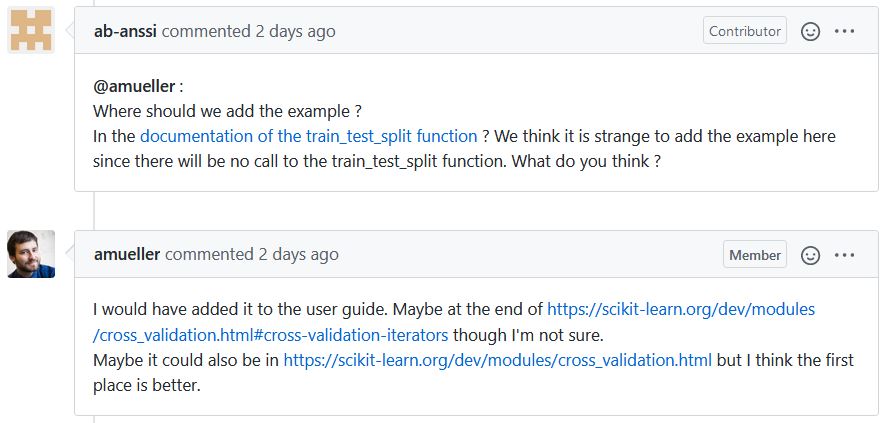 ab-anssi commented 2 days ago Contributor
@amueller :
Where should we add the example ?
In the documentation of the train_test_split function ? We think it is strange to add the example here
since there will be no call to the train_test_split function. What do you think ?
amueller commented 2 days ago Member
I would have added it to the user guide. Maybe at the end of https://scikit-learn.org/dev/modules
/cross_validation.html#cross-validation-iterators though I'm not sure.
Maybe it could also be in https://scikit-learn.org/dev/modules/cross_validation.html but I think the first
place is better.